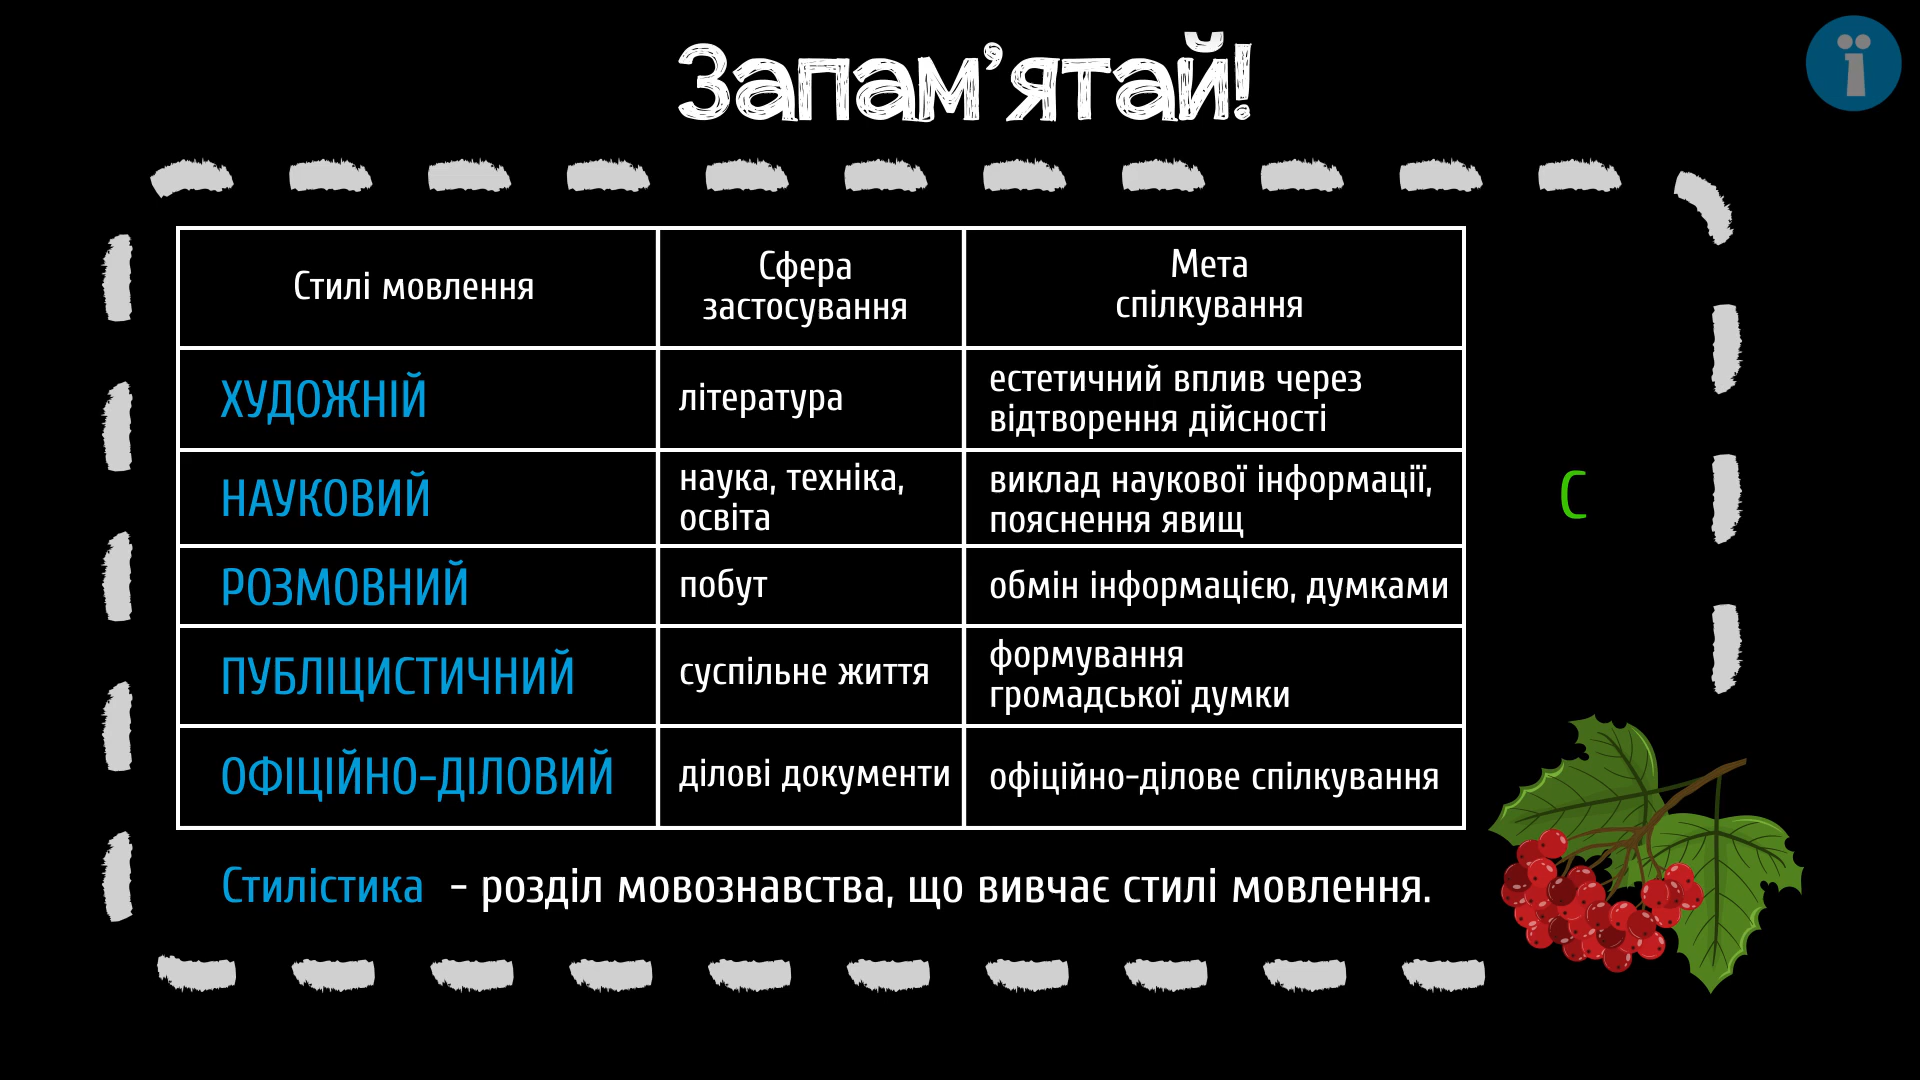 Запам’ятай!
ї
Стилі мовлення
Сфера
застосування
Мета
спілкування
ХУДОЖНІЙ
література
естетичний вплив через
відтворення дійсності
НАУКОВИЙ
наука, техніка,
освіта
виклад наукової інформації,
пояснення явищ
С
РОЗМОВНИЙ
побут
обмін інформацією, думками
ПУБЛІЦИСТИЧНИЙ
суспільне життя
формування
громадської думки
ОФІЦІЙНО-ДІЛОВИЙ
ділові документи
офіційно-ділове спілкування
Стилістика - розділ мовознавства, що вивчає стилі мовлення.